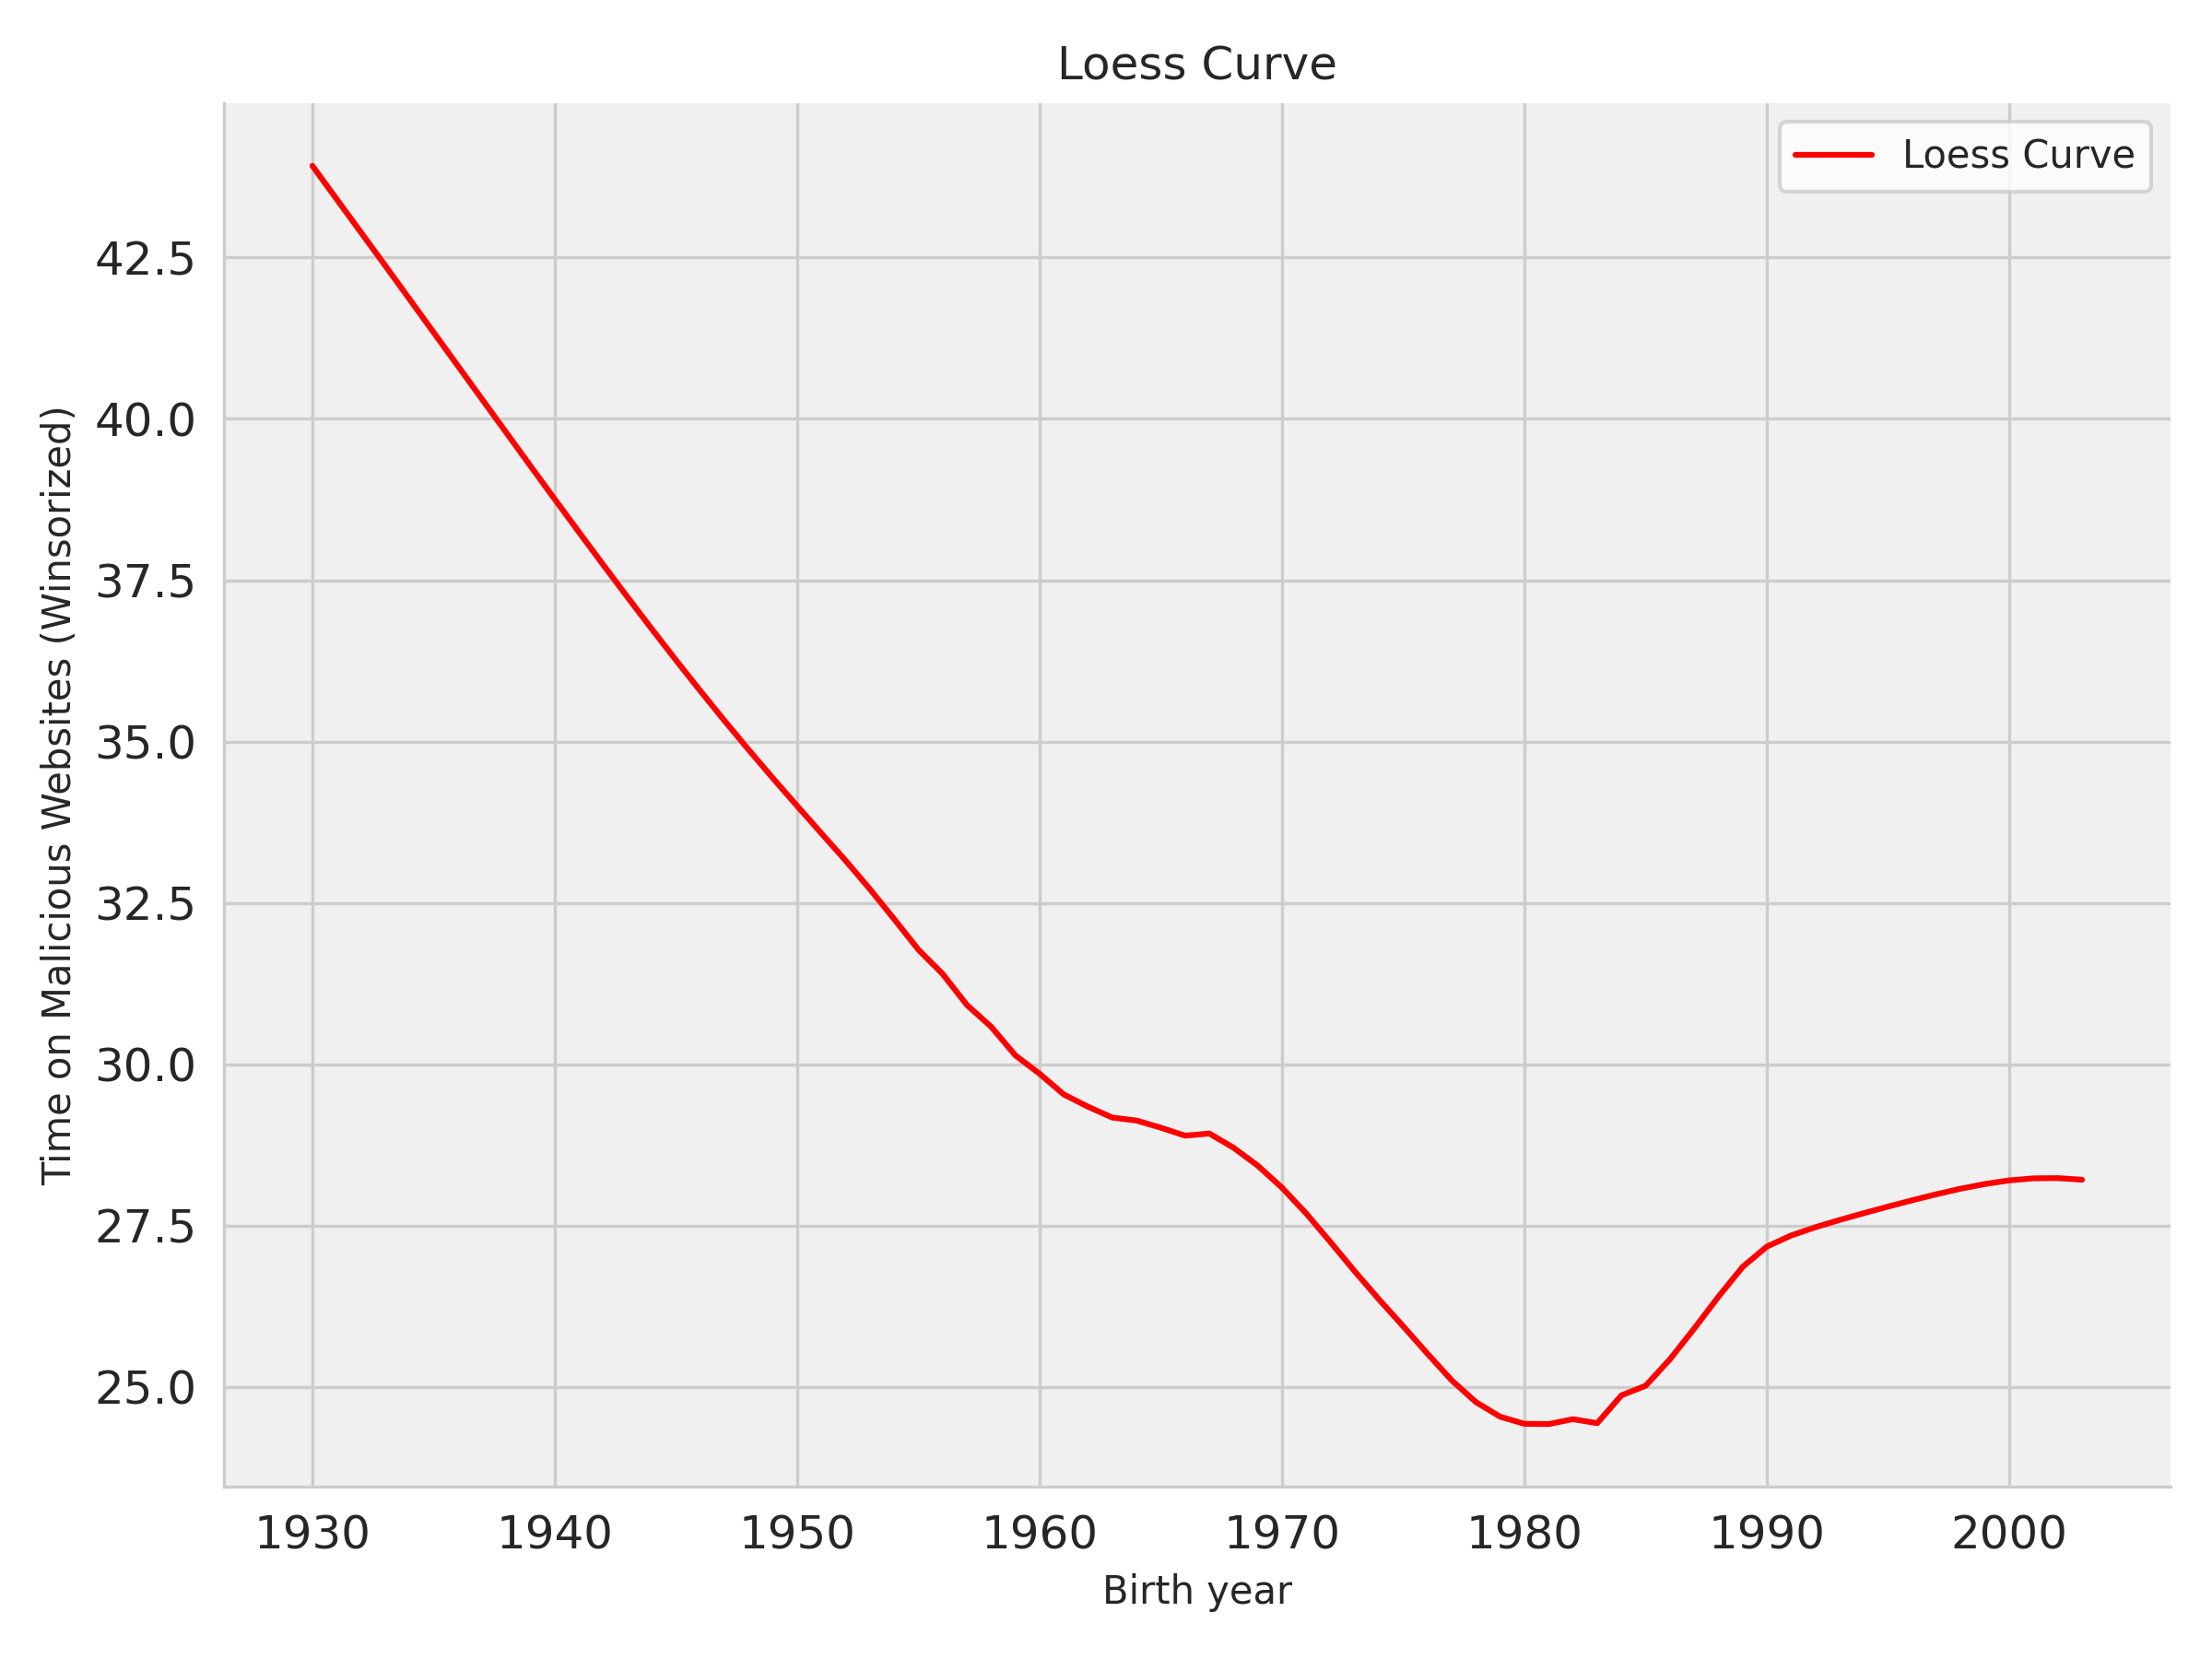 Loess Curve
Loess Curve
42.5
40.0
37.5
35.0
32.5
30.0
27.5
25.0
Time on Malicious Websites (Winsorized)
1930 1940 1950 1960 1970 1980 1990 2000
Birth year